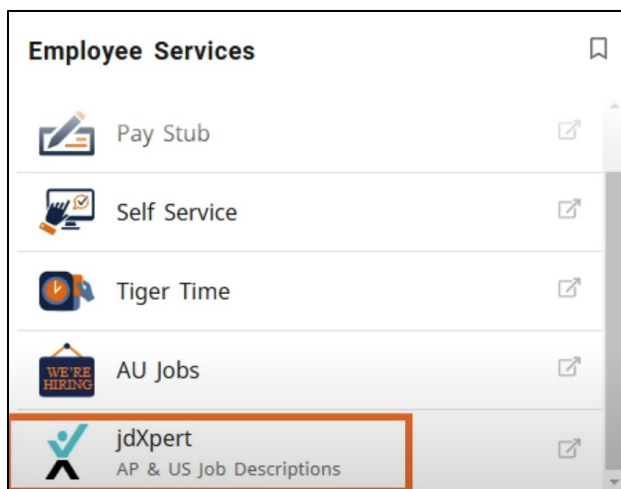 Employee Services
Pay Stub
Self Service
Tiger Time
WE'RE
HIRING
AU Jobs
jdXpert
AP & US Job Descriptions